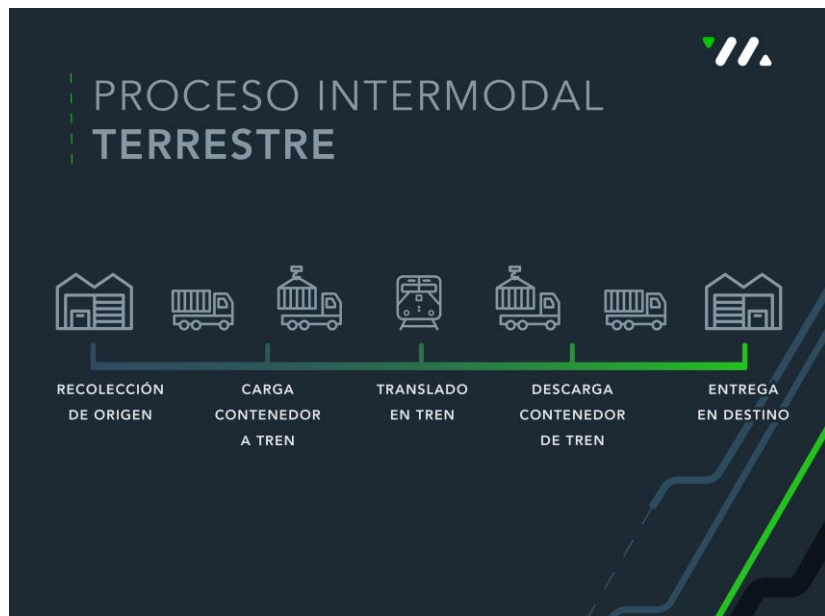 PROCESO INTERMODAL
TERRESTRE
RECOLECCIÓN
DE ORIGEN
CARGA
CONTENEDOR
A TREN
TRANSLADO
EN TREN
DESCARGA
CONTENEDOR
DE TREN
ENTREGA
EN DESTINO